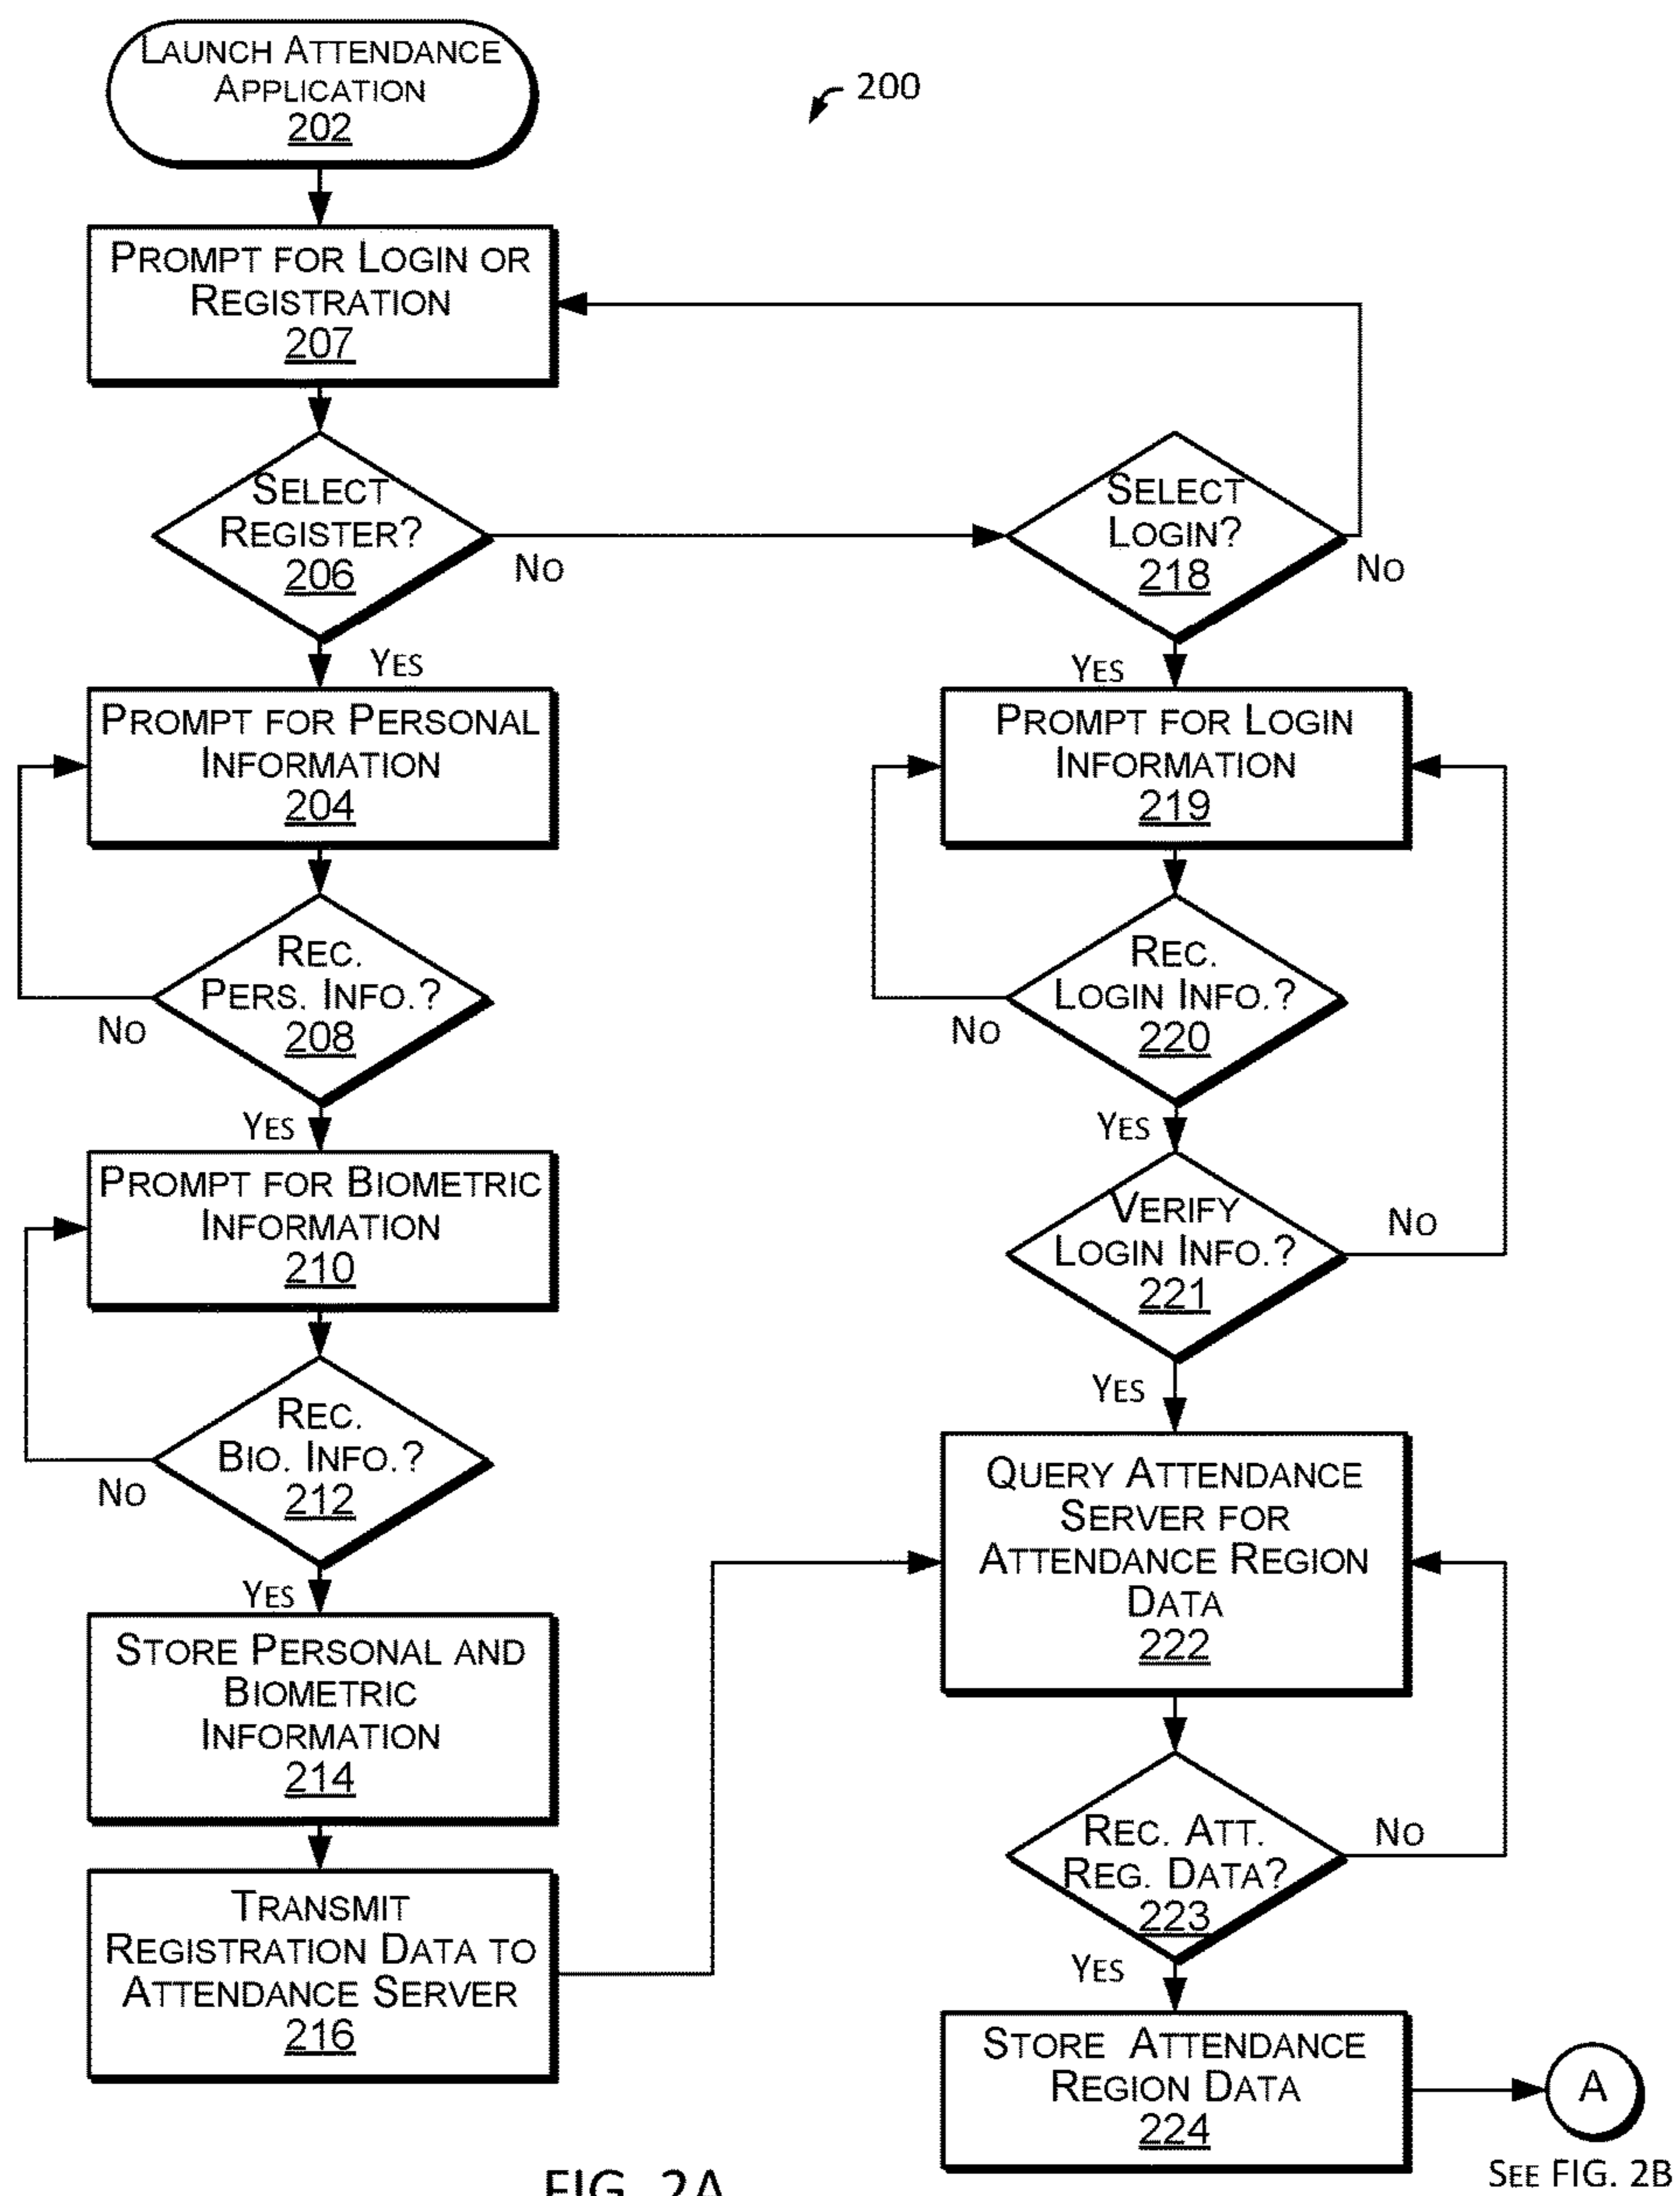 LAUNCH ATTENDANCE
APPLICATION
202
200
PROMPT FOR LOGIN OR
REGISTRATION
207
SELECT
REGISTER?
206
NO
YES
SELECT
LOGIN?
218
NO
YES
PROMPT FOR PERSONAL
INFORMATION
204
PROMPT FOR LOGIN
INFORMATION
219
REC.
PERS. INFO.?
208
NO
YES
REC.
LOGIN INFO.?
220
NO
YES
PROMPT FOR BIOMETRIC
INFORMATION
210
VERIFY
LOGIN INFO.?
221
NO
YES
REC.
BIO. INFO.?
212
NO
YES
QUERY ATTENDANCE
SERVER FOR
ATTENDANCE REGION
DATA
222
STORE PERSONAL AND
BIOMETRIC
INFORMATION
214
REC. ATT.
REG. DATA?
223
NO
YES
TRANSMIT
REGISTRATION DATA TO
ATTENDANCE SERVER
216
STORE ATTENDANCE
REGION DATA
224
A
SEE FIG. 2B
FIG. 2A